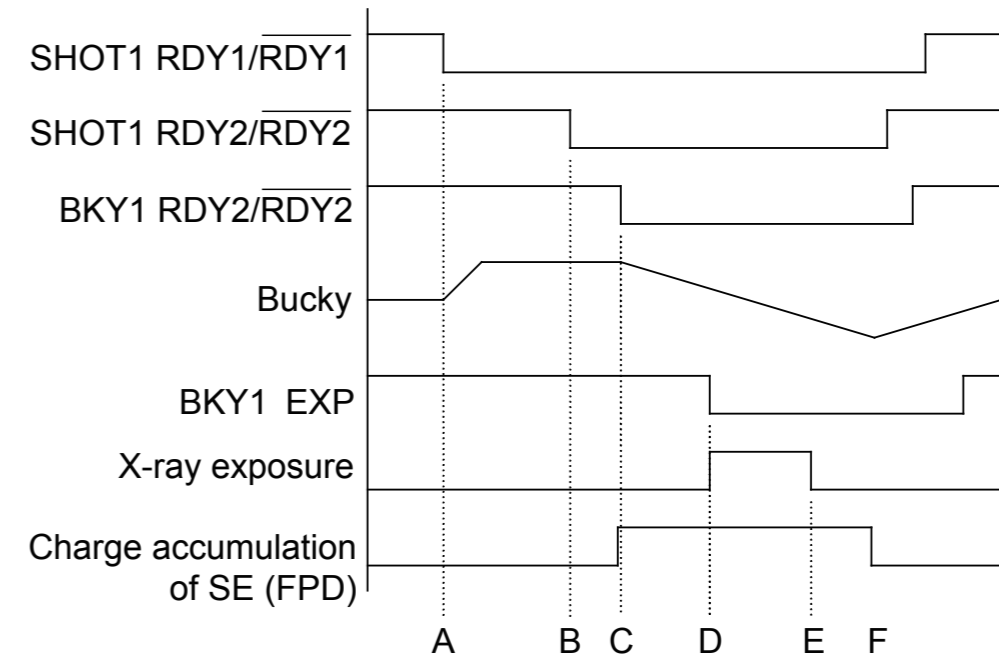 SHOT1 RDY1/RDY1
SHOT1 RDY2/RDY2
BKY1 RDY2/RDY2
Bucky
BKY1 EXP
X-ray exposure
Charge accumulation
of SE (FPD)
A B C D E F